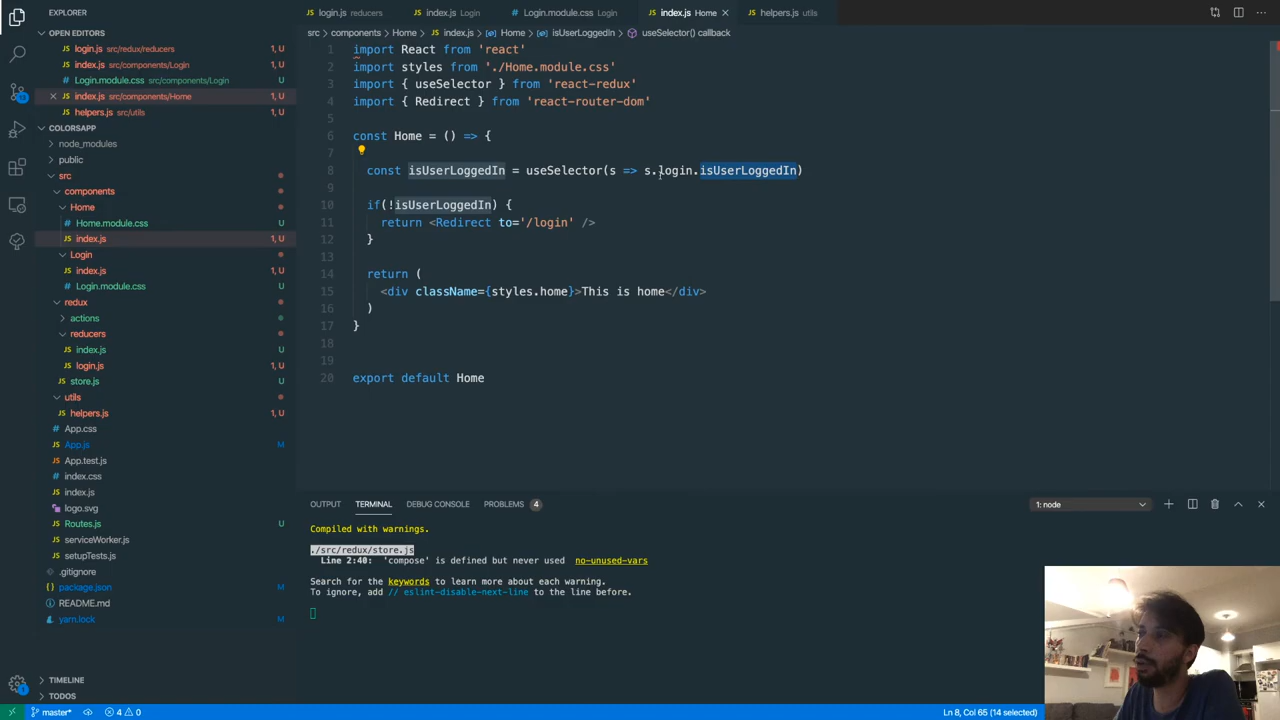 EXPLORER
OPEN EDITORS
login.js src/redux/reducers 1, U
index.js src/components/Login 1, U
Login.module.css src/components/Login U
index.js src/components/Home 1, U
helpers.js src/utils 1, U
COLORSAPP
node_modules
public
src
components
Home
Home.module.css U
index.js 1, U
Login
index.js 1, U
Login.module.css U
redux
actions
reducers
index.js U
login.js 1, U
store.js U
utils
helpers.js 1, U
App.css
App.js M
App.test.js
index.css
index.js
logo.svg
Routes.js U
serviceWorker.js
setupTests.js
.gitignore
package.json M
README.md
yarn.lock M
TIMELINE
TODOS
login.js reducers index.js Login Login.module.css Login index.js Home helpers.js utils
src components Home index.js Home isUserLoggedIn useSelector() callback
1 import React from 'react'
2 import styles from './Home.module.css'
3 import { useSelector } from 'react-redux'
4 import { Redirect } from 'react-router-dom'
5
6 const Home = () => {
7
8 const isUserLoggedIn = useSelector(s => s.login.isUserLoggedIn)
9
10 if(!isUserLoggedIn) {
11 return <Redirect to='/login' />
12 }
13
14 return (
15 <div className={styles.home}>This is home</div>
16 )
17 }
18
19
20 export default Home
OUTPUT TERMINAL DEBUG CONSOLE PROBLEMS 4 1: node
Compiled with warnings.
./src/redux/store.js
Line 2:40: 'compose' is defined but never used no-unused-vars
Search for the keywords to learn more about each warning.
To ignore, add // eslint-disable-next-line to the line before.
master* 4 0 Ln 8, Col 65 (14 selected)